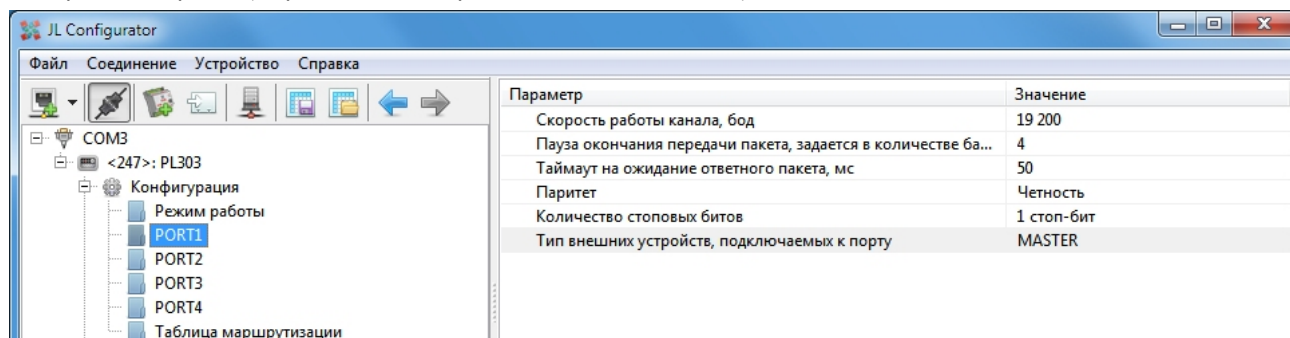 JL Configurator
Файл Соединение Устройство Справка
Параметр Значение
Скорость работы канала, бод 19 200
Пауза окончания передачи пакета, задается в количестве ба... 4
Таймаут на ожидание ответного пакета, мс 50
Паритет Четность
Количество стоповых битов 1 стоп-бит
Тип внешних устройств, подключаемых к порту MASTER
COM3
<247>: PL303
Конфигурация
Режим работы
PORT1
PORT2
PORT3
PORT4
Таблица маршрутизации